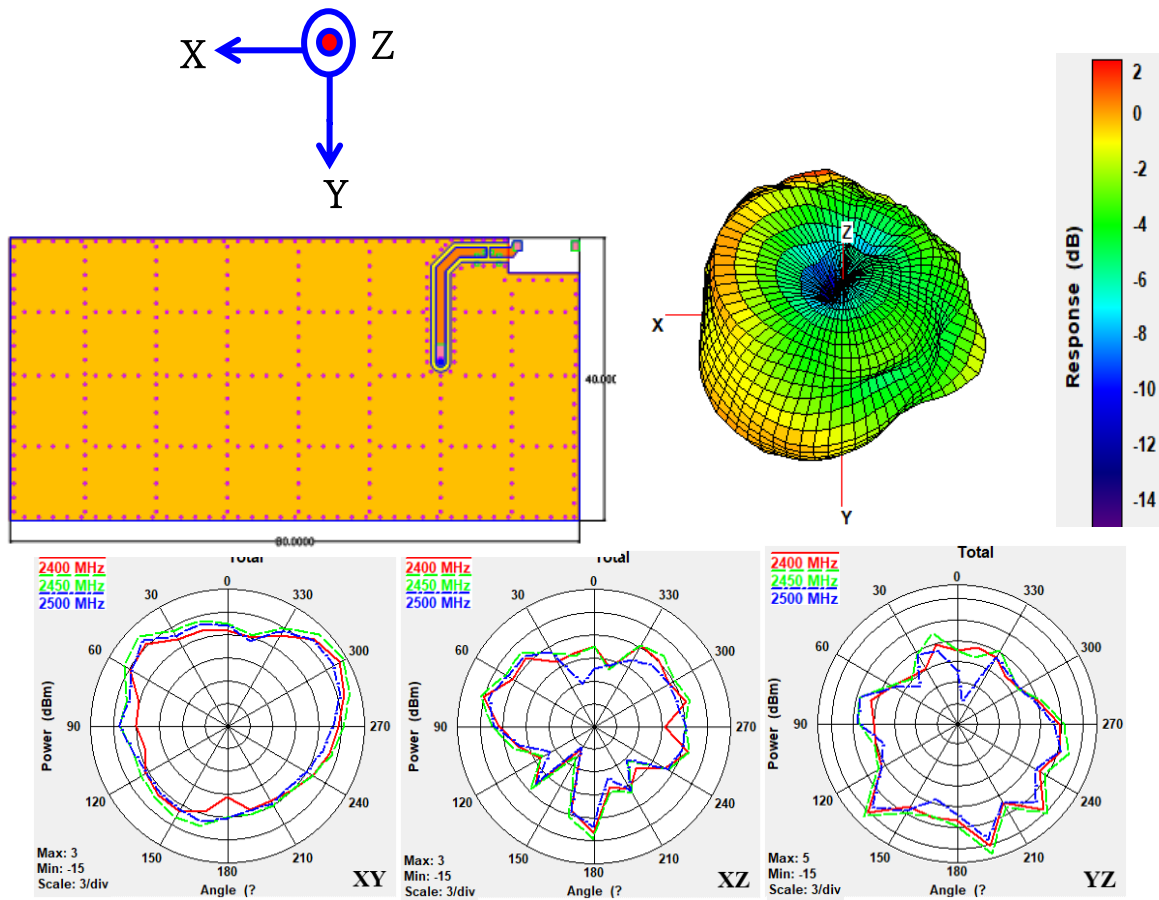 X
Z
Y
2
0
-2
-4
-6
-8
-10
-12
-14
Response (dB)
Z
X
Y
40.000
80.0000
Total
2400 MHz
2450 MHz
2500 MHz
0
30
330
60
300
90
270
120
240
150
210
180
Power (dBm)
Max: 3
Min: -15
Scale: 3/div
Angle (?
XY
Total
2400 MHz
2450 MHz
2500 MHz
0
30
330
60
300
90
270
120
240
150
210
180
Power (dBm)
Max: 3
Min: -15
Scale: 3/div
Angle (?
XZ
Total
2400 MHz
2450 MHz
2500 MHz
0
30
330
60
300
90
270
120
240
150
210
180
Power (dBm)
Max: 5
Min: -15
Scale: 3/div
Angle (?
YZ